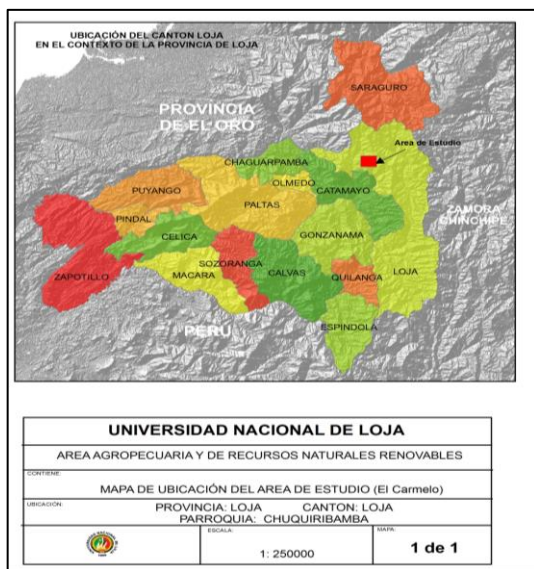 UBICACIÓN DEL CANTON LOJA
EN EL CONTEXTO DE LA PROVINCIA DE LOJA
SARAGURO
PROVINCIA
DE EL ORO
Area de Estudio
CHAGUARPAMBA
OLMEDO
CATAMAYO
PUYANGO
PALTAS
ZAMORA
CHINCHIPE
PINDAL
CELICA
GONZANAMA
SOZORANGA
ZAPOTILLO
MACARA
CALVAS
QUILANGA
LOJA
PERU
ESPINDOLA
UNIVERSIDAD NACIONAL DE LOJA
AREA AGROPECUARIA Y DE RECURSOS NATURALES RENOVABLES
CONTIENE:
MAPA DE UBICACIÓN DEL AREA DE ESTUDIO (El Carmelo)
UBICACIÓN:
PROVINCIA: LOJA CANTON: LOJA
PARROQUIA: CHUQUIRIBAMBA
ESCALA:
1: 250000
MAPA:
1 de 1